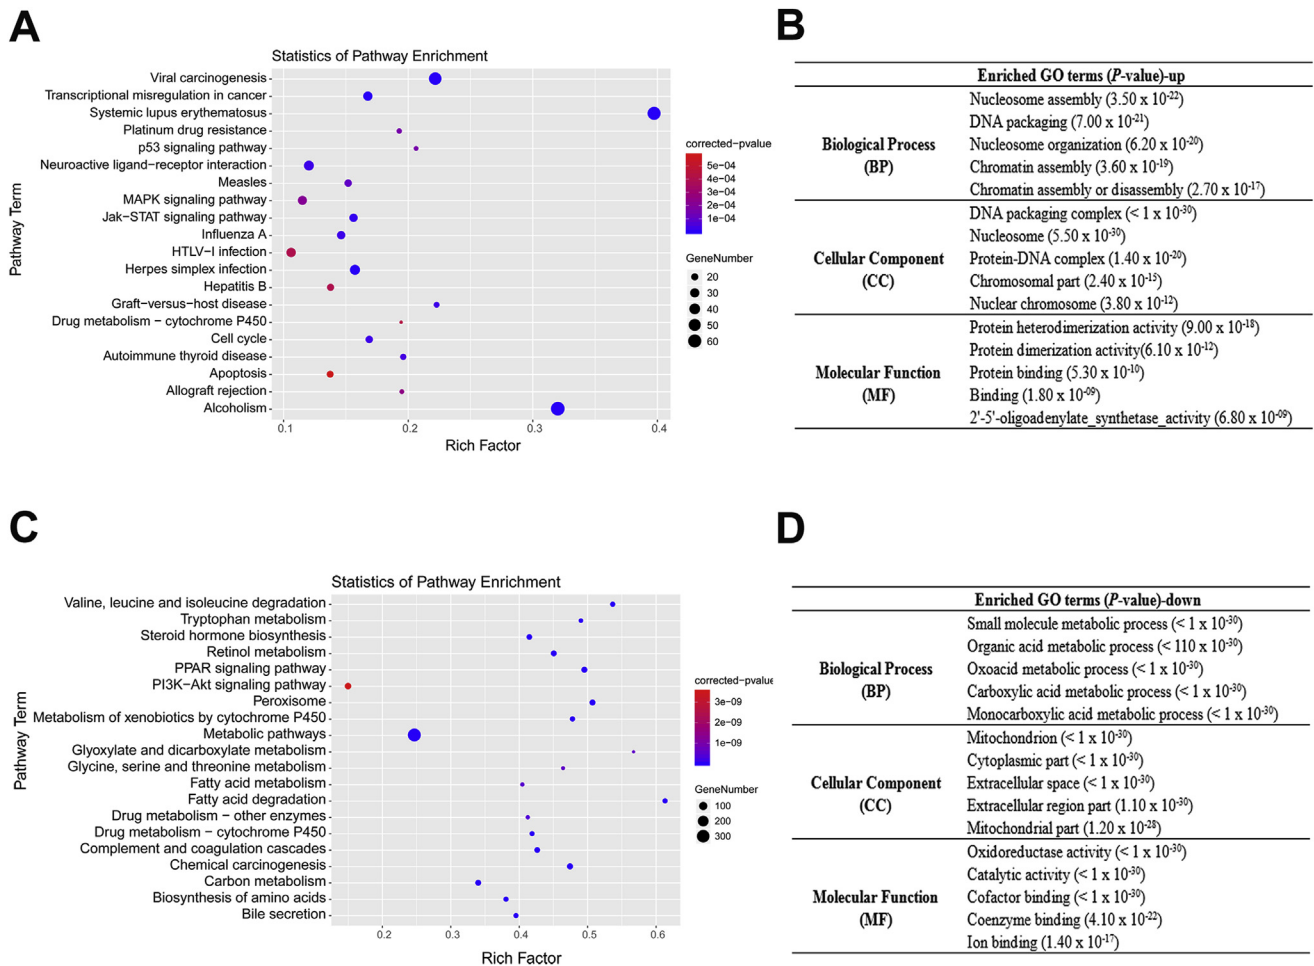 A
Statistics of Pathway Enrichment
Pathway Term
Viral carcinogenesis
Transcriptional misregulation in cancer
Systemic lupus erythematosus
Platinum drug resistance
p53 signaling pathway
Neuroactive ligand−receptor interaction
Measles
MAPK signaling pathway
Jak−STAT signaling pathway
Influenza A
HTLV−I infection
Herpes simplex infection
Hepatitis B
Graft−versus−host disease
Drug metabolism − cytochrome P450
Cell cycle
Autoimmune thyroid disease
Apoptosis
Allograft rejection
Alcoholism
0.1 0.2 0.3 0.4
Rich Factor
corrected-pvalue
5e−04
4e−04
3e−04
2e−04
1e−04
GeneNumber
20
30
40
50
60
B
Enriched GO terms (P-value)-up
Biological Process
(BP)
Nucleosome assembly (3.50 x 10-22)
DNA packaging (7.00 x 10-21)
Nucleosome organization (6.20 x 10-20)
Chromatin assembly (3.60 x 10-19)
Chromatin assembly or disassembly (2.70 x 10-17)
Cellular Component
(CC)
DNA packaging complex (< 1 x 10-30)
Nucleosome (5.50 x 10-30)
Protein-DNA complex (1.40 x 10-20)
Chromosomal part (2.40 x 10-15)
Nuclear chromosome (3.80 x 10-12)
Molecular Function
(MF)
Protein heterodimerization activity (9.00 x 10-18)
Protein dimerization activity(6.10 x 10-12)
Protein binding (5.30 x 10-10)
Binding (1.80 x 10-09)
2'-5'-oligoadenylate_synthetase_activity (6.80 x 10-09)
C
Statistics of Pathway Enrichment
Pathway Term
Valine, leucine and isoleucine degradation
Tryptophan metabolism
Steroid hormone biosynthesis
Retinol metabolism
PPAR signaling pathway
PI3K−Akt signaling pathway
Peroxisome
Metabolism of xenobiotics by cytochrome P450
Metabolic pathways
Glyoxylate and dicarboxylate metabolism
Glycine, serine and threonine metabolism
Fatty acid metabolism
Fatty acid degradation
Drug metabolism − other enzymes
Drug metabolism − cytochrome P450
Complement and coagulation cascades
Chemical carcinogenesis
Carbon metabolism
Biosynthesis of amino acids
Bile secretion
0.2 0.3 0.4 0.5 0.6
Rich Factor
corrected-pvalue
3e−09
2e−09
1e−09
GeneNumber
100
200
300
D
Enriched GO terms (P-value)-down
Biological Process
(BP)
Small molecule metabolic process (< 1 x 10-30)
Organic acid metabolic process (< 110 x 10-30)
Oxoacid metabolic process (< 1 x 10-30)
Carboxylic acid metabolic process (< 1 x 10-30)
Monocarboxylic acid metabolic process (< 1 x 10-30)
Cellular Component
(CC)
Mitochondrion (< 1 x 10-30)
Cytoplasmic part (< 1 x 10-30)
Extracellular space (< 1 x 10-30)
Extracellular region part (1.10 x 10-30)
Mitochondrial part (1.20 x 10-28)
Molecular Function
(MF)
Oxidoreductase activity (< 1 x 10-30)
Catalytic activity (< 1 x 10-30)
Cofactor binding (< 1 x 10-30)
Coenzyme binding (4.10 x 10-22)
Ion binding (1.40 x 10-17)